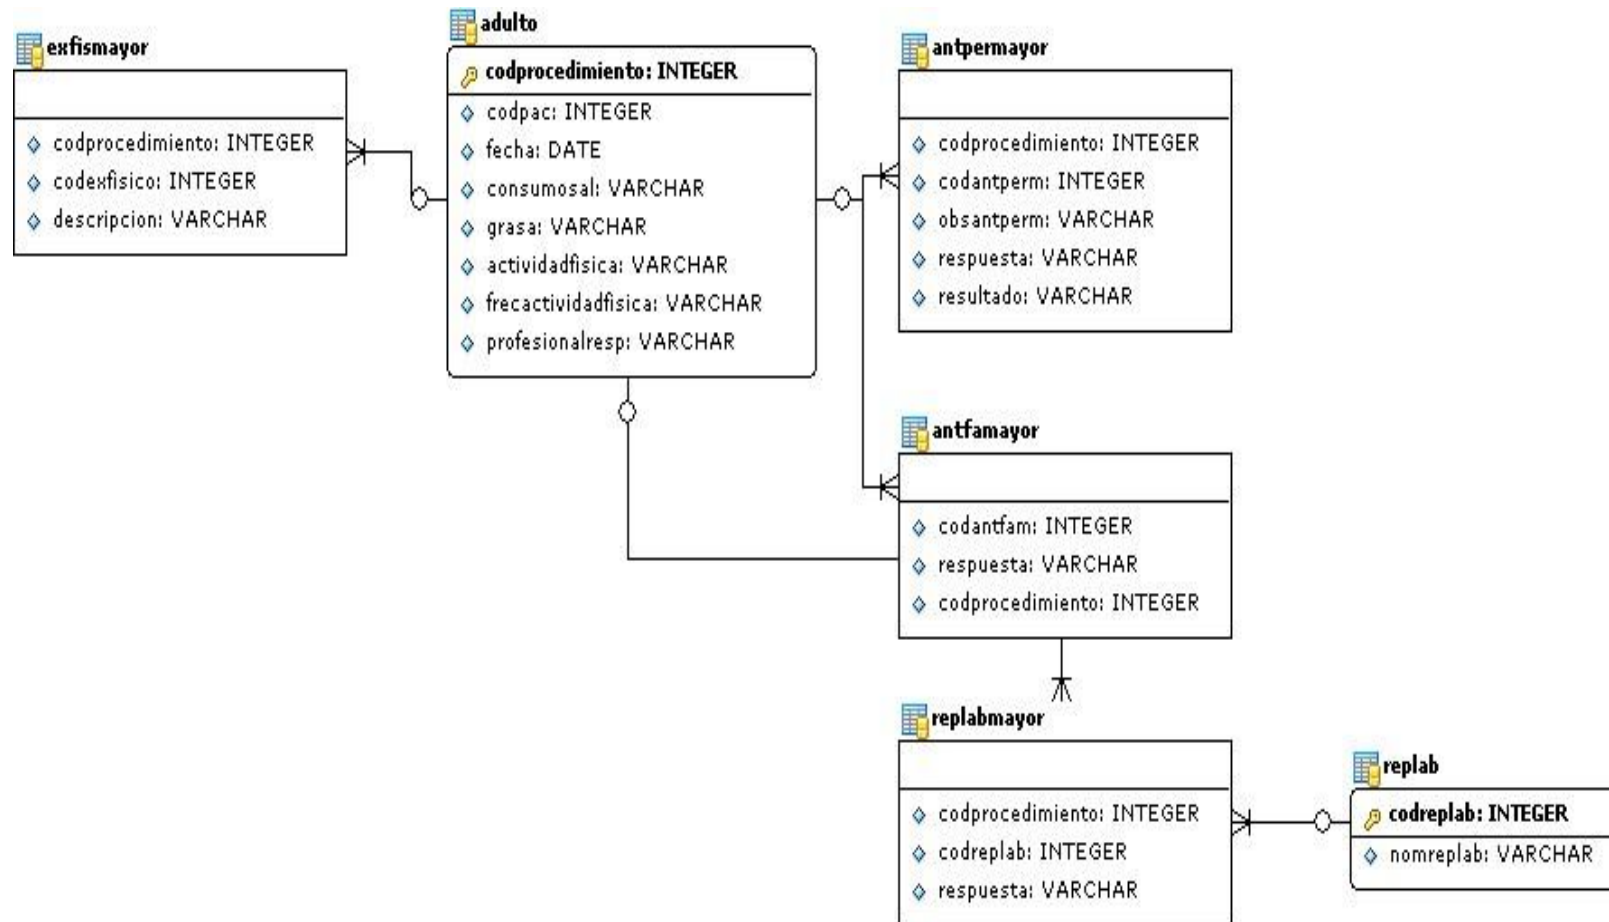 exfismayor
codprocedimiento: INTEGER
codexfisico: INTEGER
descripcion: VARCHAR
adulto
codprocedimiento: INTEGER
codpac: INTEGER
fecha: DATE
consumosal: VARCHAR
grasa: VARCHAR
actividadfisica: VARCHAR
frecactividadfisica: VARCHAR
profesionalresp: VARCHAR
antpermayor
codprocedimiento: INTEGER
codantperm: INTEGER
obsantperm: VARCHAR
respuesta: VARCHAR
resultado: VARCHAR
antfamayor
codantfam: INTEGER
respuesta: VARCHAR
codprocedimiento: INTEGER
replabmayor
codprocedimiento: INTEGER
codreplab: INTEGER
respuesta: VARCHAR
replab
codreplab: INTEGER
nomreplab: VARCHAR